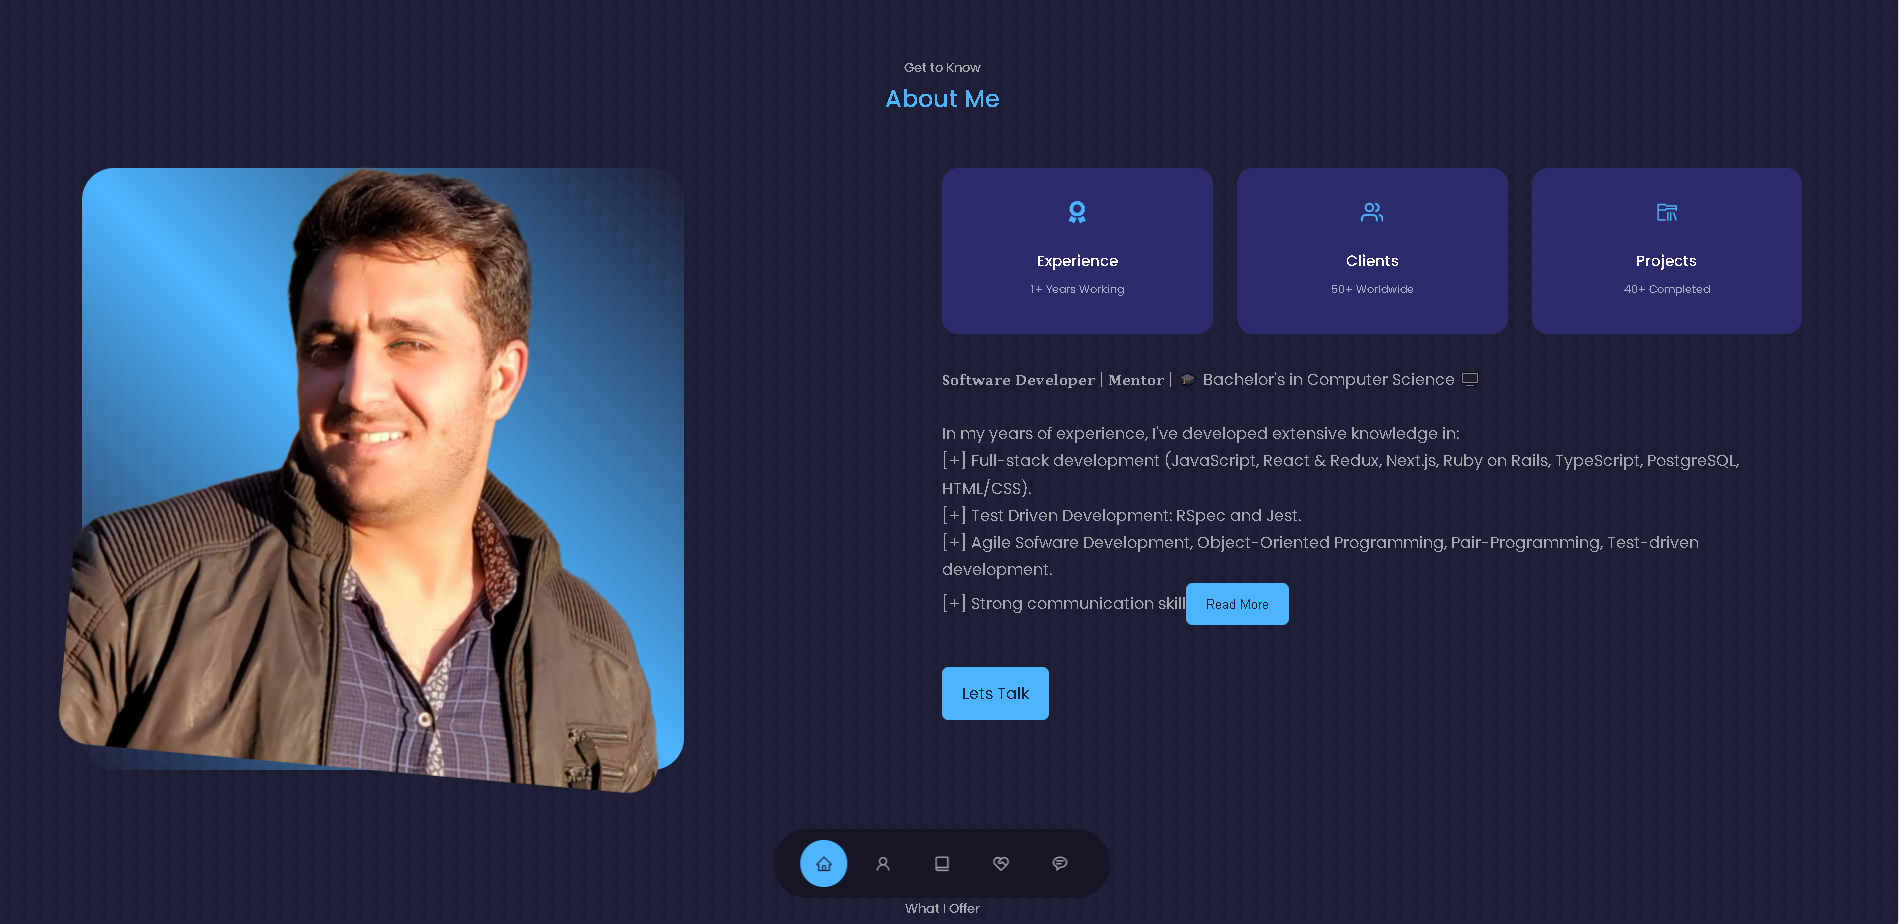 Get to Know
About Me
Experience
1+ Years Working
Clients
50+ Worldwide
Projects
40+ Completed
Software Developer | Mentor | 🎓 Bachelor's in Computer Science 🖥️
In my years of experience, I've developed extensive knowledge in:
[+] Full-stack development (JavaScript, React & Redux, Next.js, Ruby on Rails, TypeScript, PostgreSQL,
HTML/CSS).
[+] Test Driven Development: RSpec and Jest.
[+] Agile Sofware Development, Object-Oriented Programming, Pair-Programming, Test-driven
development.
[+] Strong communication skill Read More
Lets Talk
What I Offer